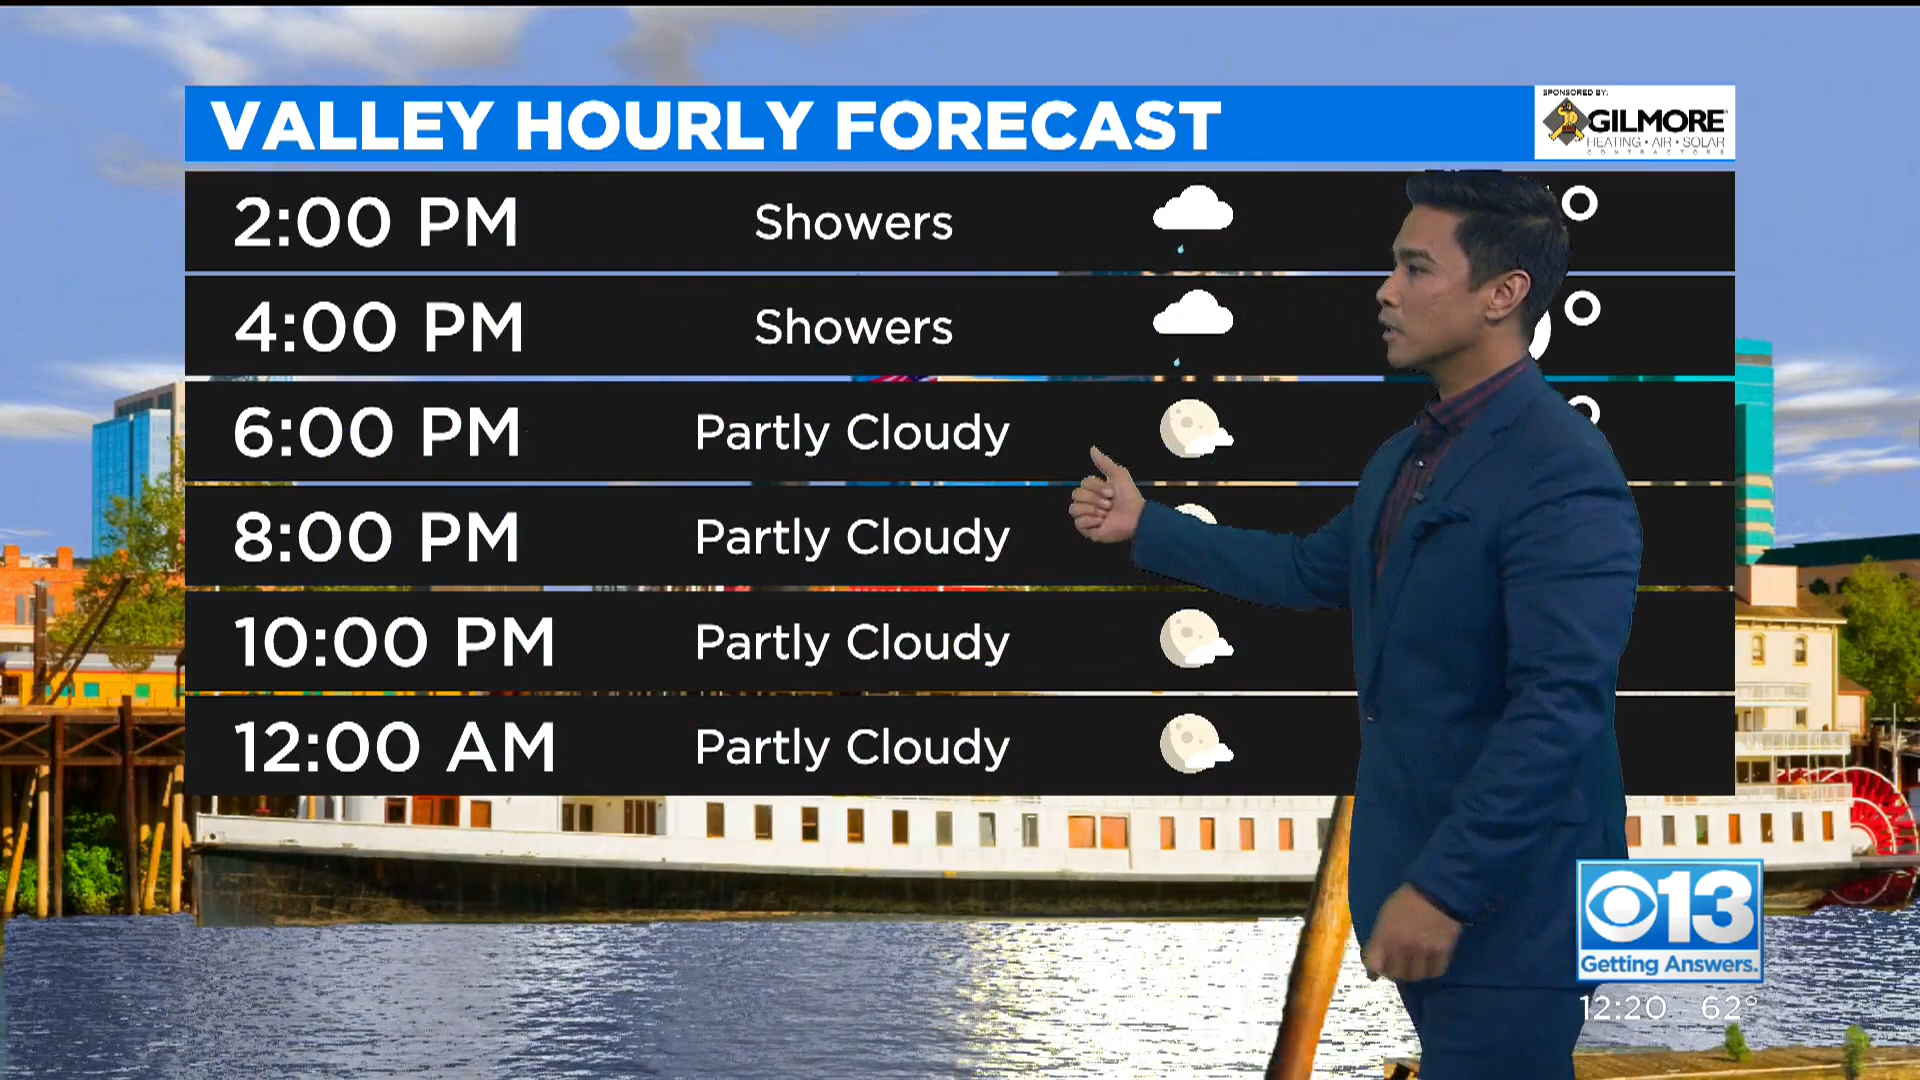 VALLEY HOURLY FORECAST
SPONSORED BY:
GILMORE
HEATING • AIR • SOLAR
CONTRACTORS
2:00 PM Showers °
4:00 PM Showers °
6:00 PM Partly Cloudy °
8:00 PM Partly Cloudy
10:00 PM Partly Cloudy
12:00 AM Partly Cloudy
13
Getting Answers.
12:20 62°